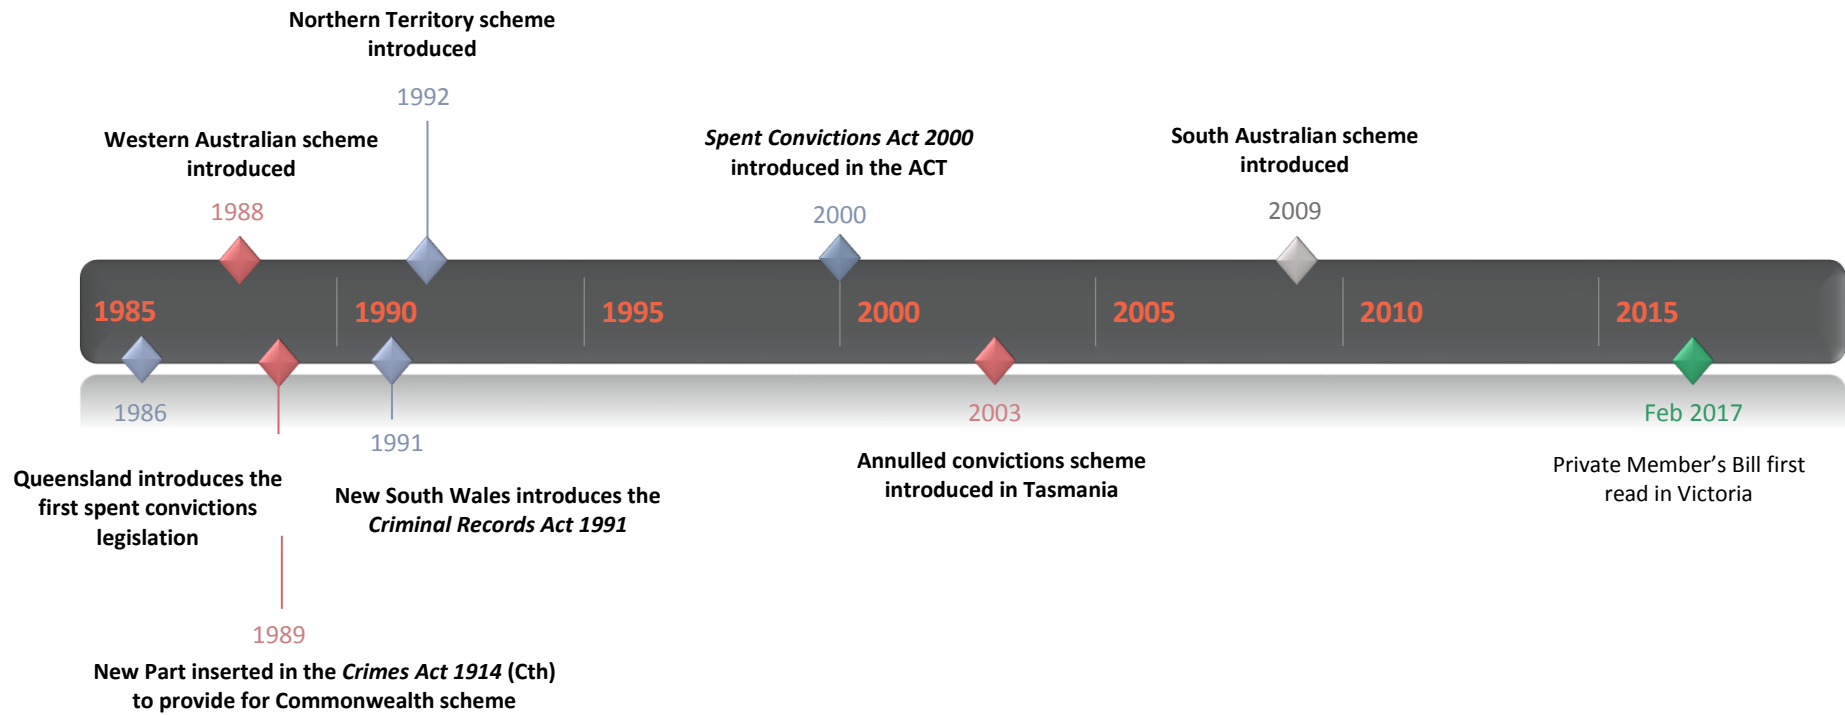 Northern Territory scheme
introduced
1992
Western Australian scheme
introduced
1988
Spent Convictions Act 2000
introduced in the ACT
2000
South Australian scheme
introduced
2009
1985
1990
1995
2000
2005
2010
2015
1986
Queensland introduces the
first spent convictions
legislation
1989
New Part inserted in the Crimes Act 1914 (Cth)
to provide for Commonwealth scheme
1991
New South Wales introduces the
Criminal Records Act 1991
2003
Annulled convictions scheme
introduced in Tasmania
Feb 2017
Private Member’s Bill first
read in Victoria